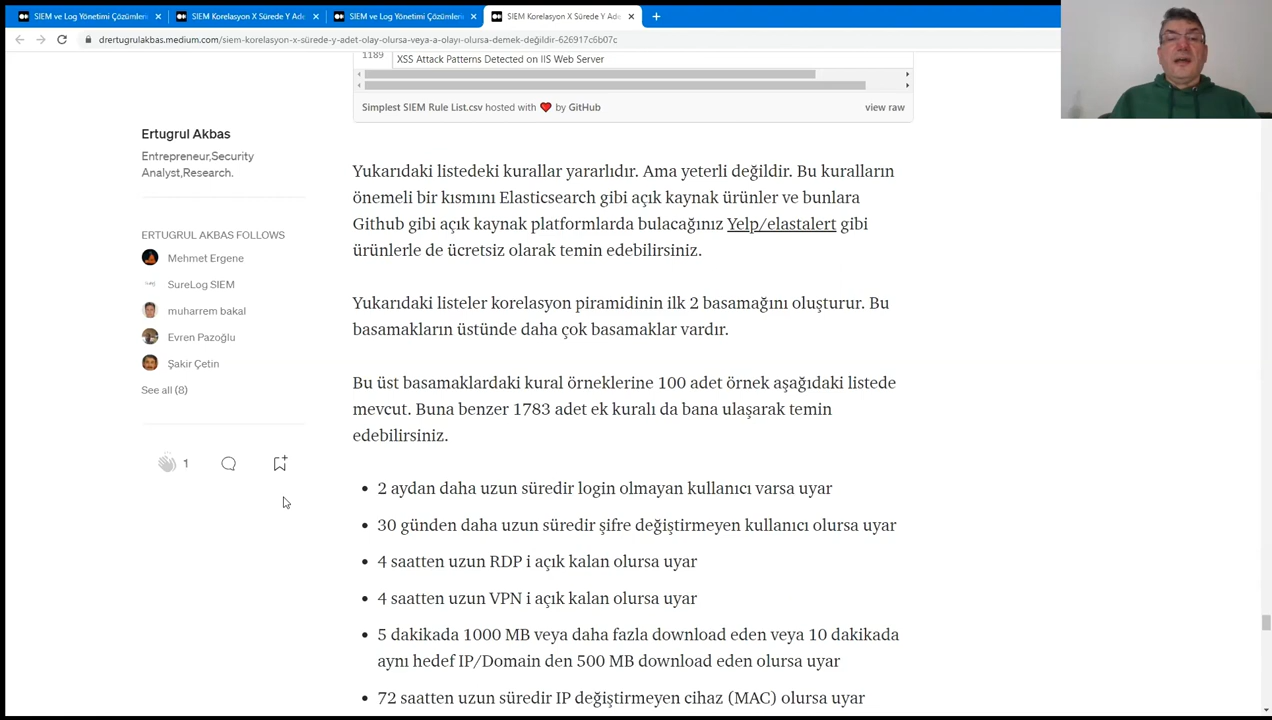 SIEM ve Log Yönetimi Çözümleri
SIEM Korelasyon X Sürede Y Ade
SIEM ve Log Yönetimi Çözümleri
SIEM Korelasyon X Sürede Y Ade
drertugrulakbas.medium.com/siem-korelasyon-x-sürede-y-adet-olay-olursa-veya-a-olayı-olursa-demek-değildir-626917c6b07c
1189
XSS Attack Patterns Detected on IIS Web Server
Simplest SIEM Rule List.csv hosted with ❤ by GitHub
view raw
Ertugrul Akbas
Entrepreneur,Security
Analyst,Research.
ERTUGRUL AKBAS FOLLOWS
Mehmet Ergene
SureLog SIEM
muharrem bakal
Evren Pazoğlu
Şakir Çetin
See all (8)
1
Yukarıdaki listedeki kurallar yararlıdır. Ama yeterli değildir. Bu kuralların
önemeli bir kısmını Elasticsearch gibi açık kaynak ürünler ve bunlara
Github gibi açık kaynak platformlarda bulacağınız Yelp/elastalert gibi
ürünlerle de ücretsiz olarak temin edebilirsiniz.
Yukarıdaki listeler korelasyon piramidinin ilk 2 basamağını oluşturur. Bu
basamakların üstünde daha çok basamaklar vardır.
Bu üst basamaklardaki kural örneklerine 100 adet örnek aşağıdaki listede
mevcut. Buna benzer 1783 adet ek kuralı da bana ulaşarak temin
edebilirsiniz.
• 2 aydan daha uzun süredir login olmayan kullanıcı varsa uyar
• 30 günden daha uzun süredir şifre değiştirmeyen kullanıcı olursa uyar
• 4 saatten uzun RDP i açık kalan olursa uyar
• 4 saatten uzun VPN i açık kalan olursa uyar
• 5 dakikada 1000 MB veya daha fazla download eden veya 10 dakikada
aynı hedef IP/Domain den 500 MB download eden olursa uyar
• 72 saatten uzun süredir IP değiştirmeyen cihaz (MAC) olursa uyar